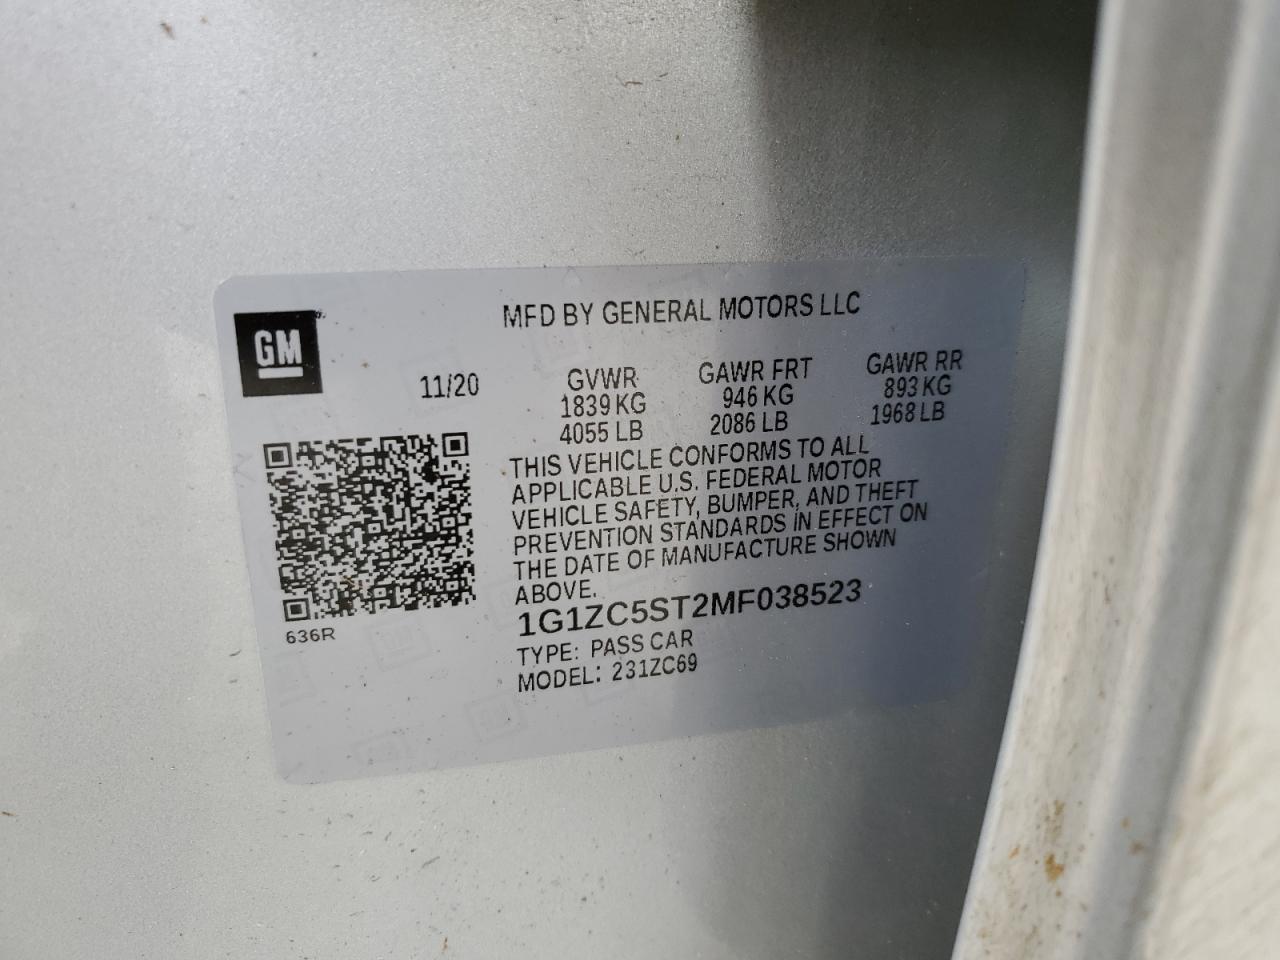 MFD BY GENERAL MOTORS LLC
GM
11/20
GVWR GAWR FRT GAWR RR
1839 KG 946 KG 893 KG
4055 LB 2086 LB 1968 LB
THIS VEHICLE CONFORMS TO ALL
APPLICABLE U.S. FEDERAL MOTOR
VEHICLE SAFETY, BUMPER, AND THEFT
PREVENTION STANDARDS IN EFFECT ON
THE DATE OF MANUFACTURE SHOWN
ABOVE.
1G1ZC5ST2MF038523
636R
TYPE: PASS CAR
MODEL: 231ZC69